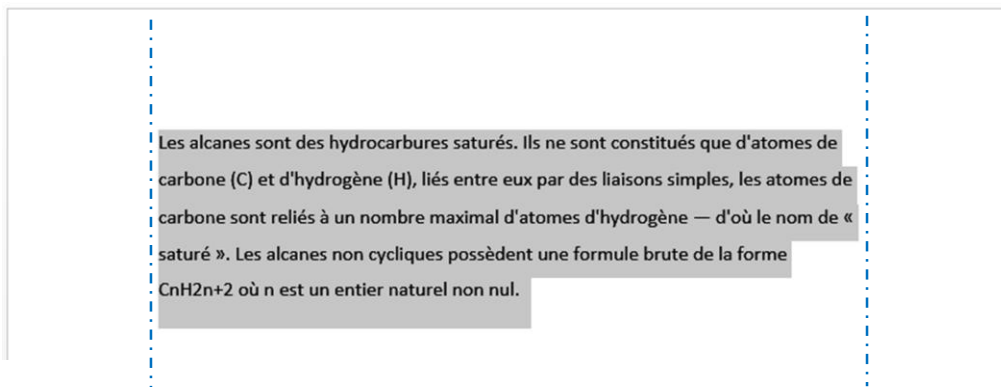 Les alcanes sont des hydrocarbures saturés. Ils ne sont constitués que d'atomes de
carbone (C) et d'hydrogène (H), liés entre eux par des liaisons simples, les atomes de
carbone sont reliés à un nombre maximal d'atomes d'hydrogène — d'où le nom de «
saturé ». Les alcanes non cycliques possèdent une formule brute de la forme
CnH2n+2 où n est un entier naturel non nul.